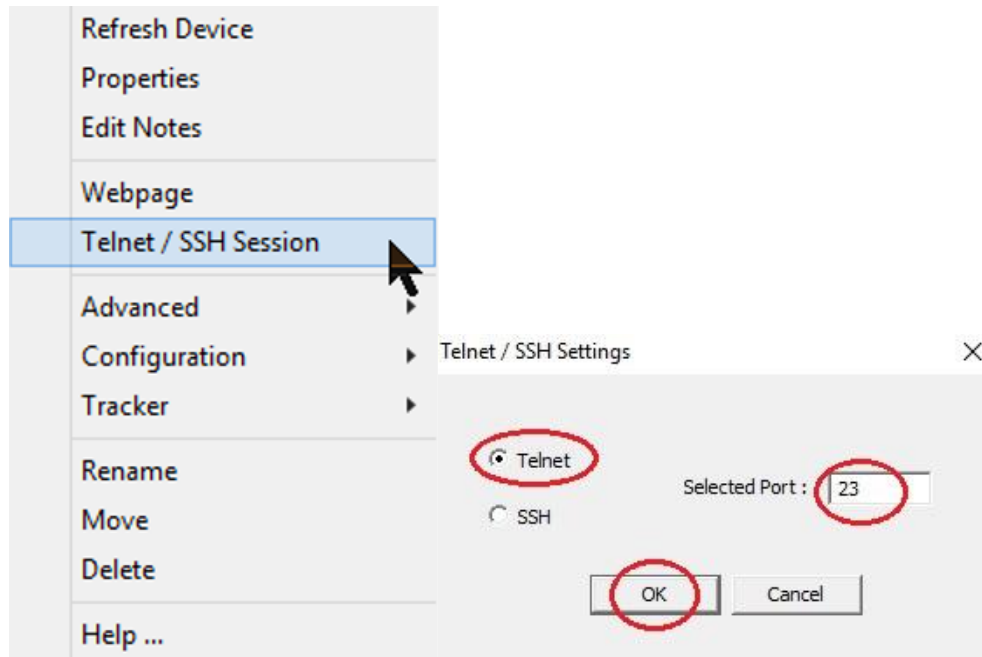 Refresh Device
Properties
Edit Notes
Webpage
Telnet / SSH Session
Advanced
Configuration
Tracker
Rename
Move
Delete
Help ...
Telnet / SSH Settings
Telnet
Selected Port : 23
SSH
OK Cancel